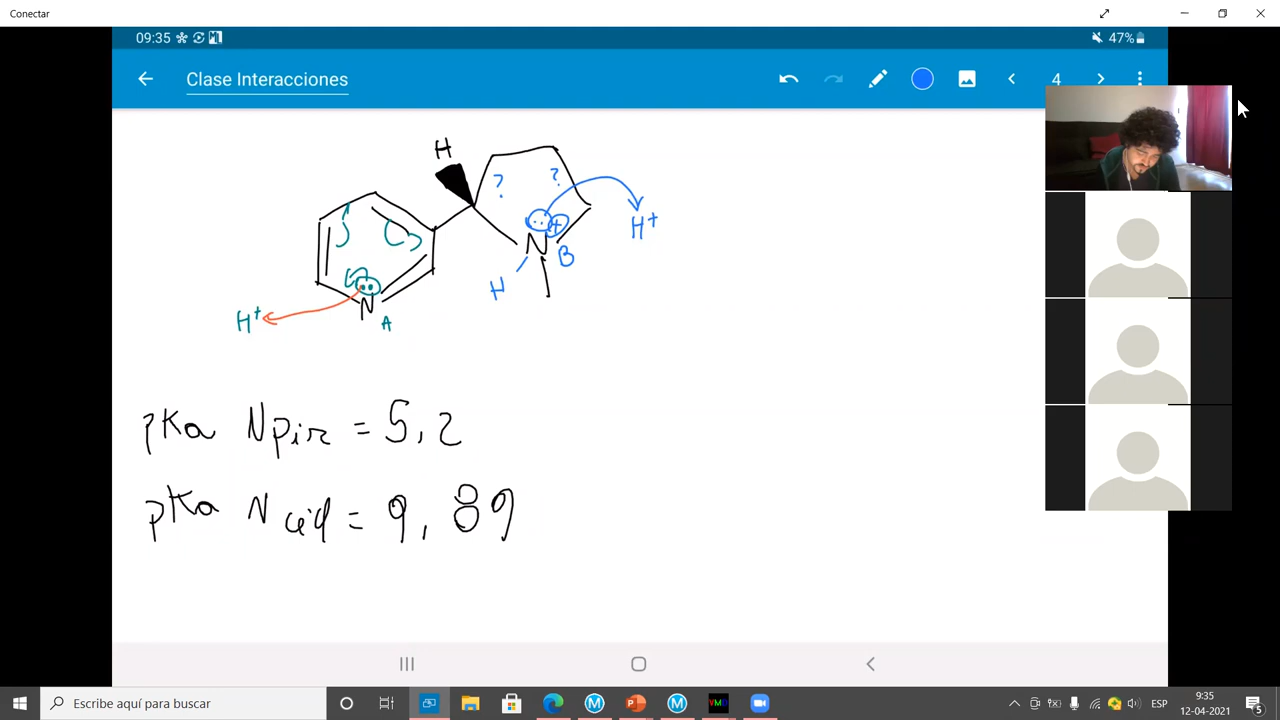 Conectar
09:35
47%
Clase Interacciones
4
H
? ?
H+
+
N
B
H
H+
N
A
pKa Npir = 5,2
pKa N = 9,89
Escribe aquí para buscar
ESP
9:35
12-04-2021
5